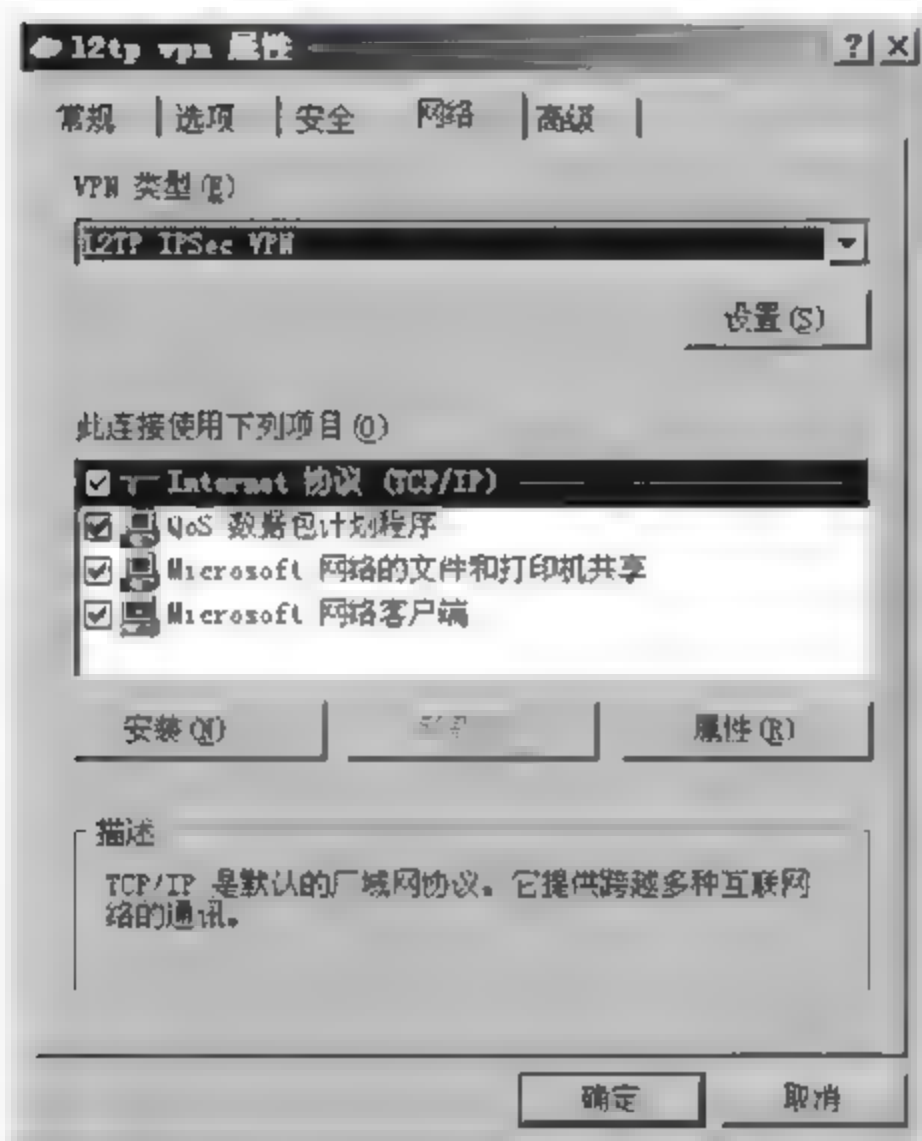 l2tp vpn 属性
常规 选项 安全 网络 高级
VPN 类型(E)
L2TP IPSec VPN
设置(S)
此连接使用下列项目(O)
Internet 协议 (TCP/IP)
QoS 数据包计划程序
Microsoft 网络的文件和打印机共享
Microsoft 网络客户端
安装(N) 属性(R)
描述
TCP/IP 是默认的广域网协议。它提供跨越多种互联网
络的通讯。
确定 取消